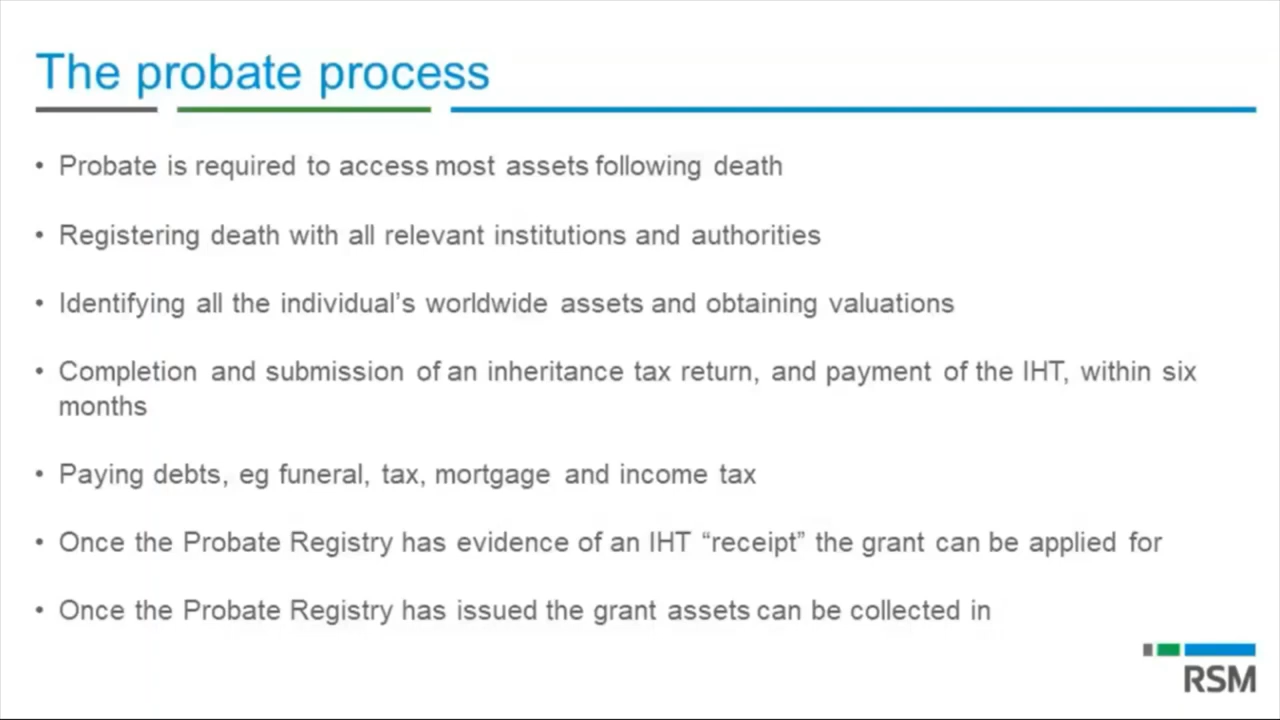 The probate process
• Probate is required to access most assets following death
• Registering death with all relevant institutions and authorities
• Identifying all the individual’s worldwide assets and obtaining valuations
• Completion and submission of an inheritance tax return, and payment of the IHT, within six
months
• Paying debts, eg funeral, tax, mortgage and income tax
• Once the Probate Registry has evidence of an IHT “receipt” the grant can be applied for
• Once the Probate Registry has issued the grant assets can be collected in
RSM